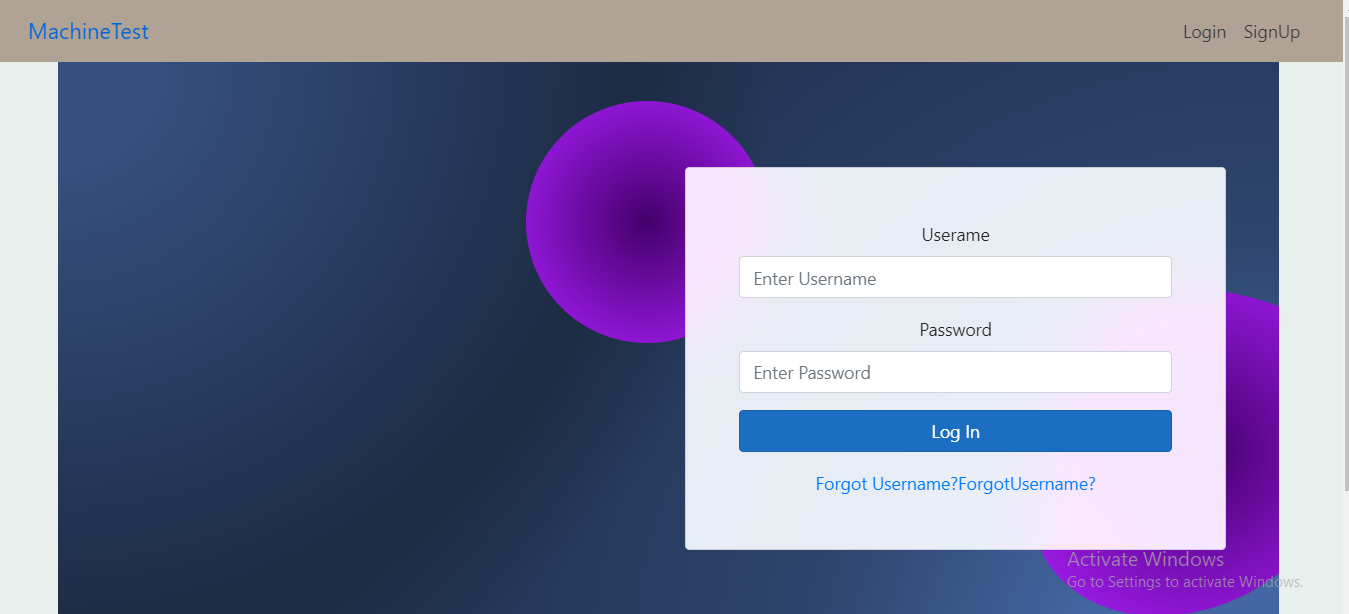 MachineTest
Login SignUp
Userame
Enter Username
Password
Enter Password
Log In
Forgot Username?ForgotUsername?
Activate Windows
Go to Settings to activate Windows.